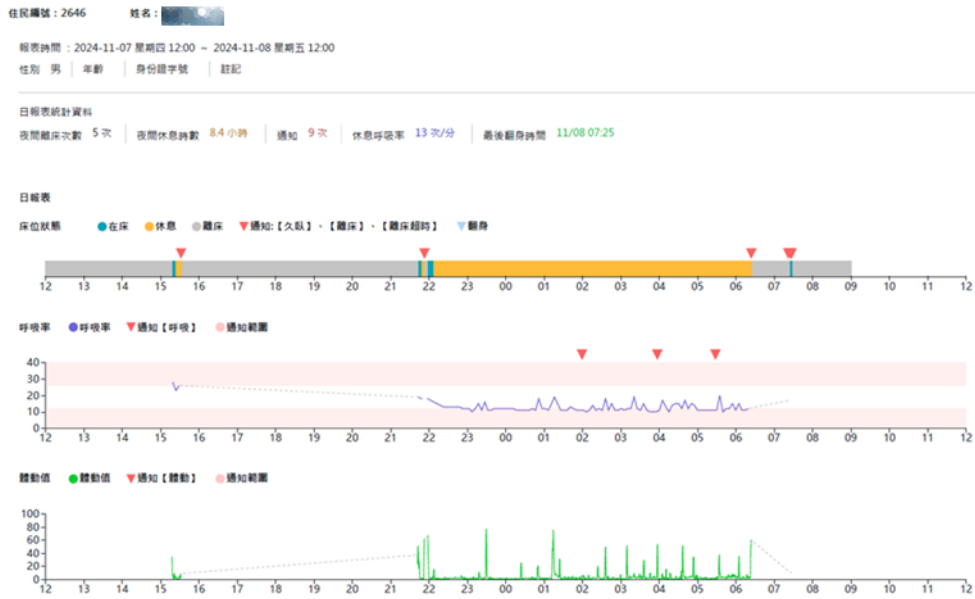 住民編號：2646 姓名：
報表時間 ：2024-11-07 星期四 12:00 ~ 2024-11-08 星期五 12:00
性別 男 年齡 身份證字號 註記
日報表統計資料
夜間離床次數 5 次 夜間休息時數 8.4 小時 通知 9 次 休息呼吸率 13 次/分 最後翻身時間 11/08 07:25
日報表
床位狀態 在床 休息 離床 通知:【久臥】、【離床】、【離床超時】 翻身
12 13 14 15 16 17 18 19 20 21 22 23 00 01 02 03 04 05 06 07 08 09 10 11 12
呼吸率 呼吸率 通知【呼吸】 通知範圍
40
30
20
10
0
12 13 14 15 16 17 18 19 20 21 22 23 00 01 02 03 04 05 06 07 08 09 10 11 12
體動值 體動值 通知【體動】 通知範圍
100
80
60
40
20
0
12 13 14 15 16 17 18 19 20 21 22 23 00 01 02 03 04 05 06 07 08 09 10 11 12